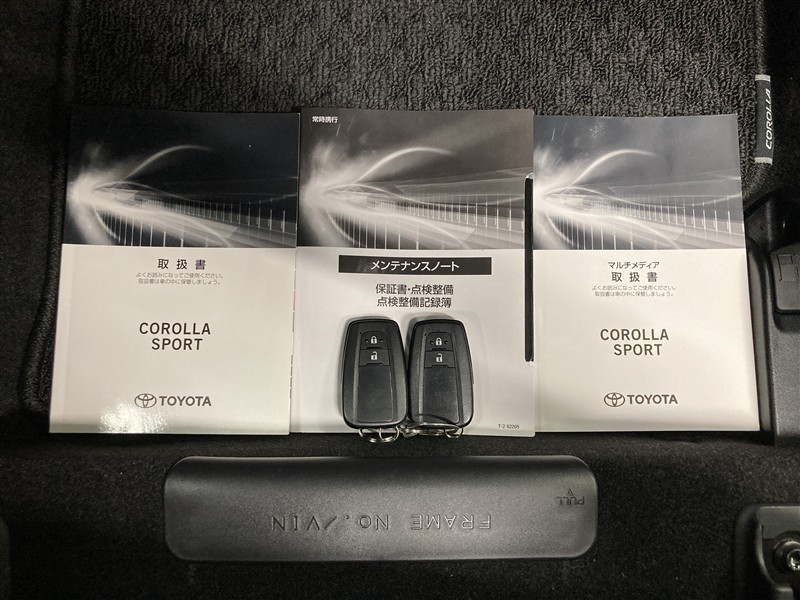 COROLLA
取扱書
よくお読みになってご使用ください。
取扱書は車の中に保管しましょう。
COROLLA
SPORT
TOYOTA
常時携行
メンテナンスノート
保証書・点検整備
点検整備記録簿
T-2 62205
マルチメディア
取扱書
よくお読みになってご使用ください。
取扱書は車の中に保管しましょう。
COROLLA
SPORT
TOYOTA
PULL
FRAME NO./VIN